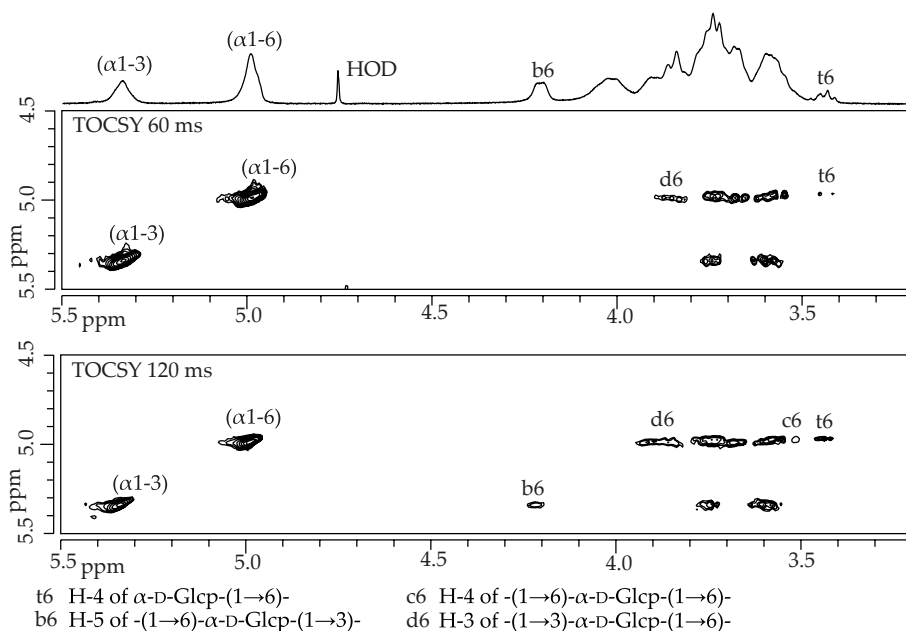 (α1-3)
(α1-6)
HOD
b6
t6
TOCSY 60 ms
(α1-6)
(α1-3)
d6
t6
4.5
5.0
5.5
ppm
5.5
ppm
5.0
4.5
4.0
3.5
TOCSY 120 ms
(α1-6)
(α1-3)
d6
c6
t6
b6
4.5
5.0
5.5
ppm
5.5
ppm
5.0
4.5
4.0
3.5
t6 H-4 of α-D-Glcp-(1→6)-
c6 H-4 of -(1→6)-α-D-Glcp-(1→6)-
b6 H-5 of -(1→6)-α-D-Glcp-(1→3)-
d6 H-3 of -(1→3)-α-D-Glcp-(1→6)-